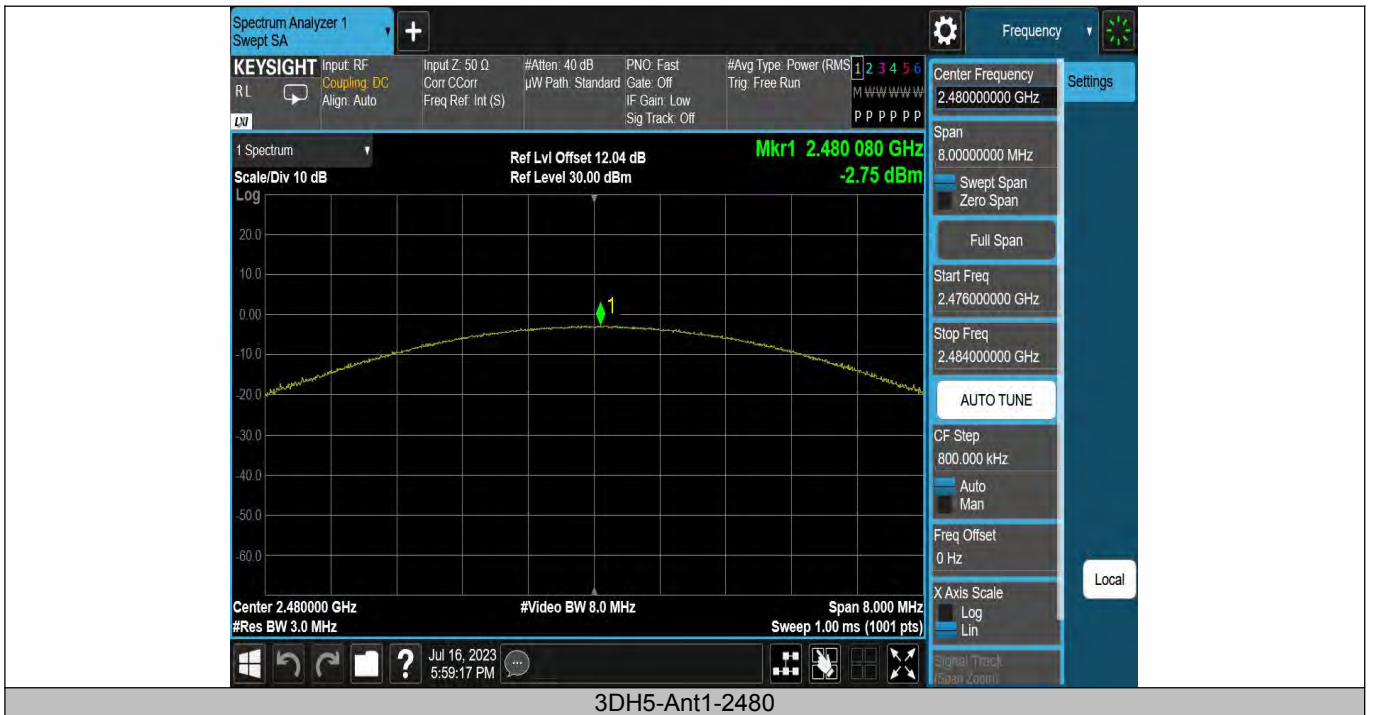 Spectrum Analyzer 1
Swept SA
+
Frequency
KEYSIGHT
RL
LXI
Input: RF
Coupling: DC
Align: Auto
Input Z: 50 Ω
Corr CCorr
Freq Ref: Int (S)
#Atten: 40 dB
µW Path: Standard
PNO: Fast
Gate: Off
IF Gain: Low
Sig Track: Off
#Avg Type: Power (RMS
Trig: Free Run
1 2 3 4 5 6
M W W W W W
P P P P P P
1 Spectrum
Scale/Div 10 dB
Ref Lvl Offset 12.04 dB
Ref Level 30.00 dBm
Mkr1 2.480 080 GHz
-2.75 dBm
Log
20.0
10.0
0.00
-10.0
-20.0
-30.0
-40.0
-50.0
-60.0
1
Center 2.480000 GHz
#Res BW 3.0 MHz
#Video BW 8.0 MHz
Span 8.000 MHz
Sweep 1.00 ms (1001 pts)
Center Frequency
2.480000000 GHz
Settings
Span
8.00000000 MHz
Swept Span
Zero Span
Full Span
Start Freq
2.476000000 GHz
Stop Freq
2.484000000 GHz
AUTO TUNE
CF Step
800.000 kHz
Auto
Man
Freq Offset
0 Hz
Local
X Axis Scale
Log
Lin
Signal Track
(Span Zoom)
?
Jul 16, 2023
5:59:17 PM
3DH5-Ant1-2480